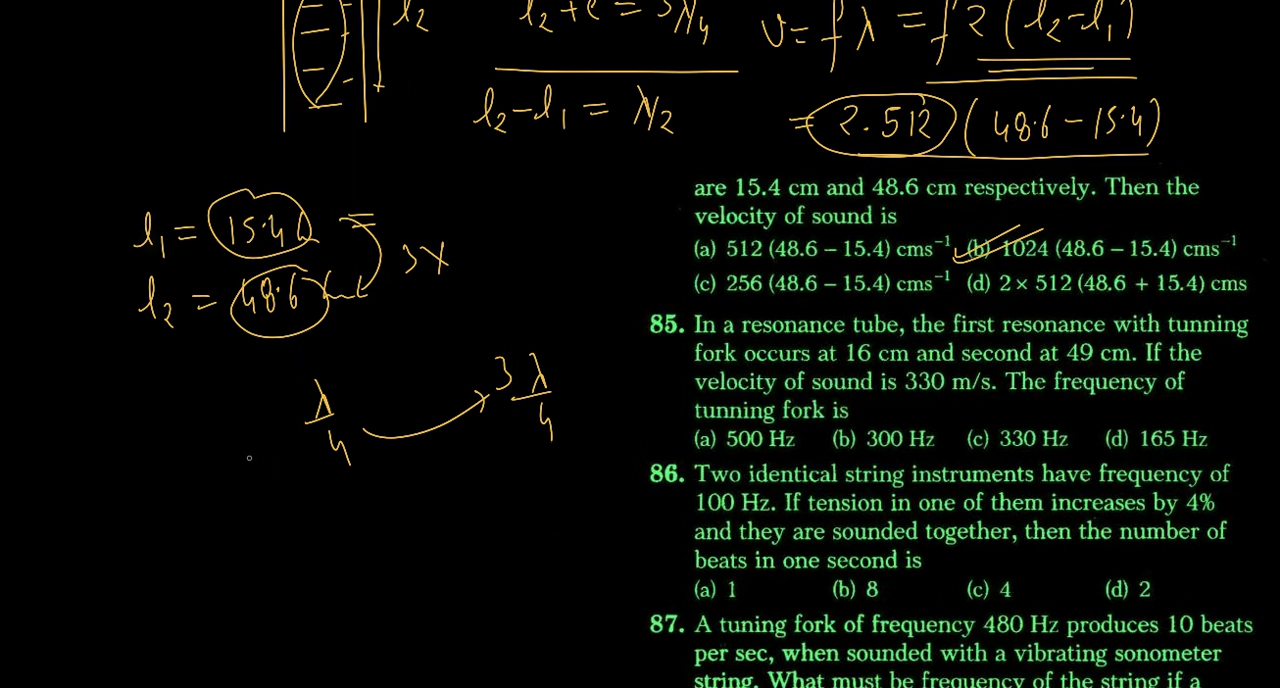 l₂ l₂+e = 3λ/4 v = fλ = f 2 (l₂-l₁)
l₂-l₁ = λ/2 = 2.512 (48.6 - 15.4)
are 15.4 cm and 48.6 cm respectively. Then the
velocity of sound is
l₁ = 15.4
(a) 512 (48.6 – 15.4) cms⁻¹ (b) 1024 (48.6 – 15.4) cms⁻¹
3X
l₂ = 48.6
(c) 256 (48.6 – 15.4) cms⁻¹ (d) 2 × 512 (48.6 + 15.4) cms
85. In a resonance tube, the first resonance with tunning
fork occurs at 16 cm and second at 49 cm. If the
velocity of sound is 330 m/s. The frequency of
tunning fork is
λ/4 3λ/4
(a) 500 Hz (b) 300 Hz (c) 330 Hz (d) 165 Hz
86. Two identical string instruments have frequency of
100 Hz. If tension in one of them increases by 4%
and they are sounded together, then the number of
beats in one second is
(a) 1 (b) 8 (c) 4 (d) 2
87. A tuning fork of frequency 480 Hz produces 10 beats
per sec, when sounded with a vibrating sonometer
string. What must be frequency of the string if a